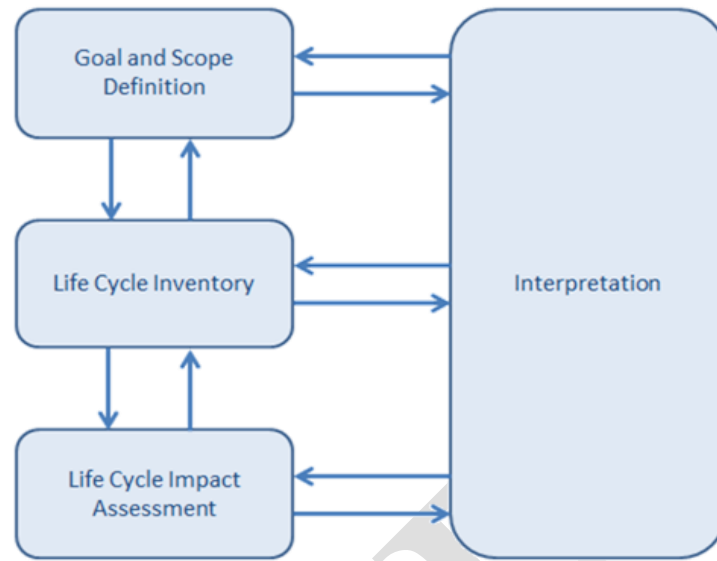 Goal and Scope
Definition
Life Cycle Inventory
Interpretation
Life Cycle Impact
Assessment